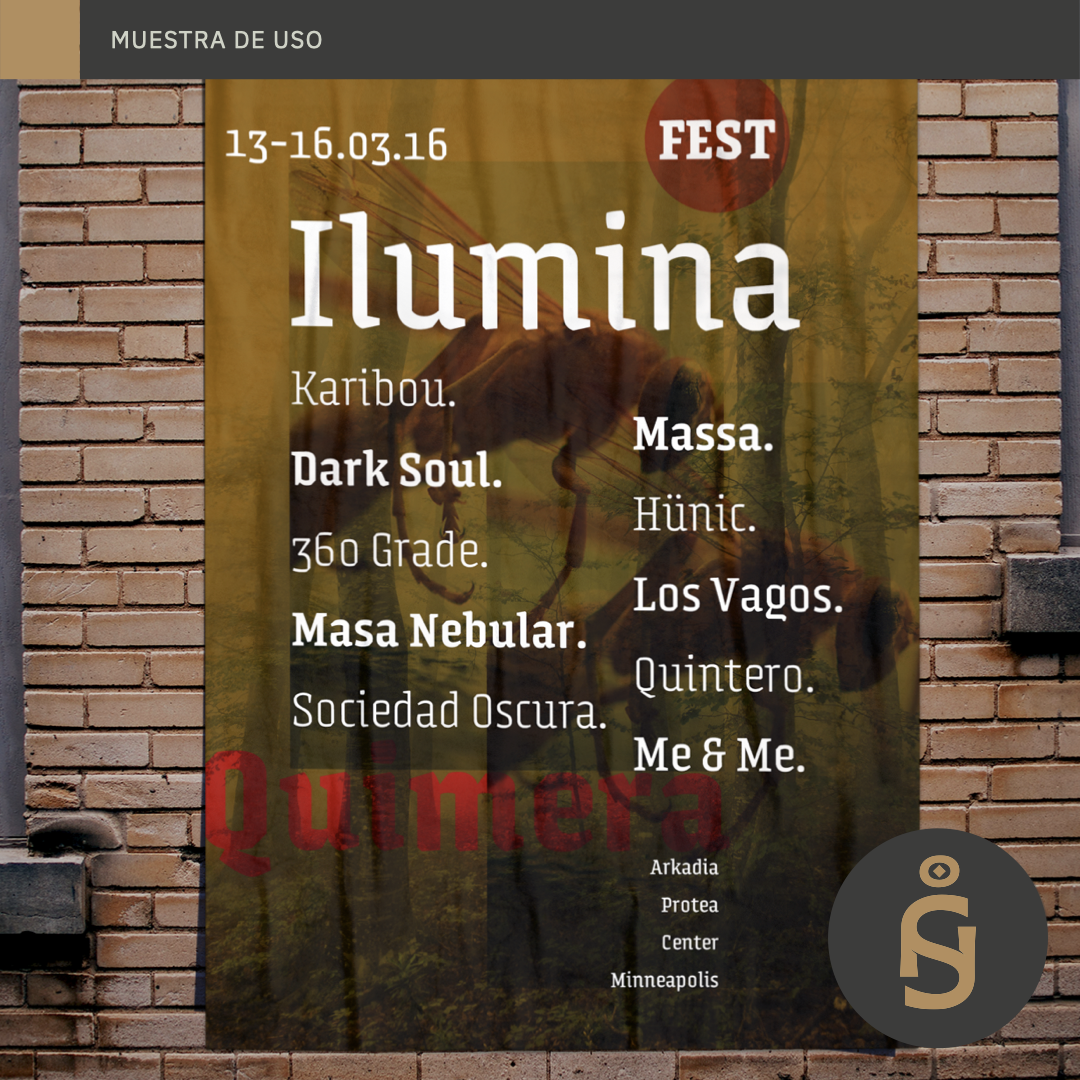 MUESTRA DE USO
13-16.03.16
FEST
Ilumina
Karibou.
Dark Soul.
360 Grade.
Masa Nebular.
Sociedad Oscura.
Massa.
Hünic.
Los Vagos.
Quintero.
Me & Me.
Quimera
Arkadia
Protea
Center
Minneapolis